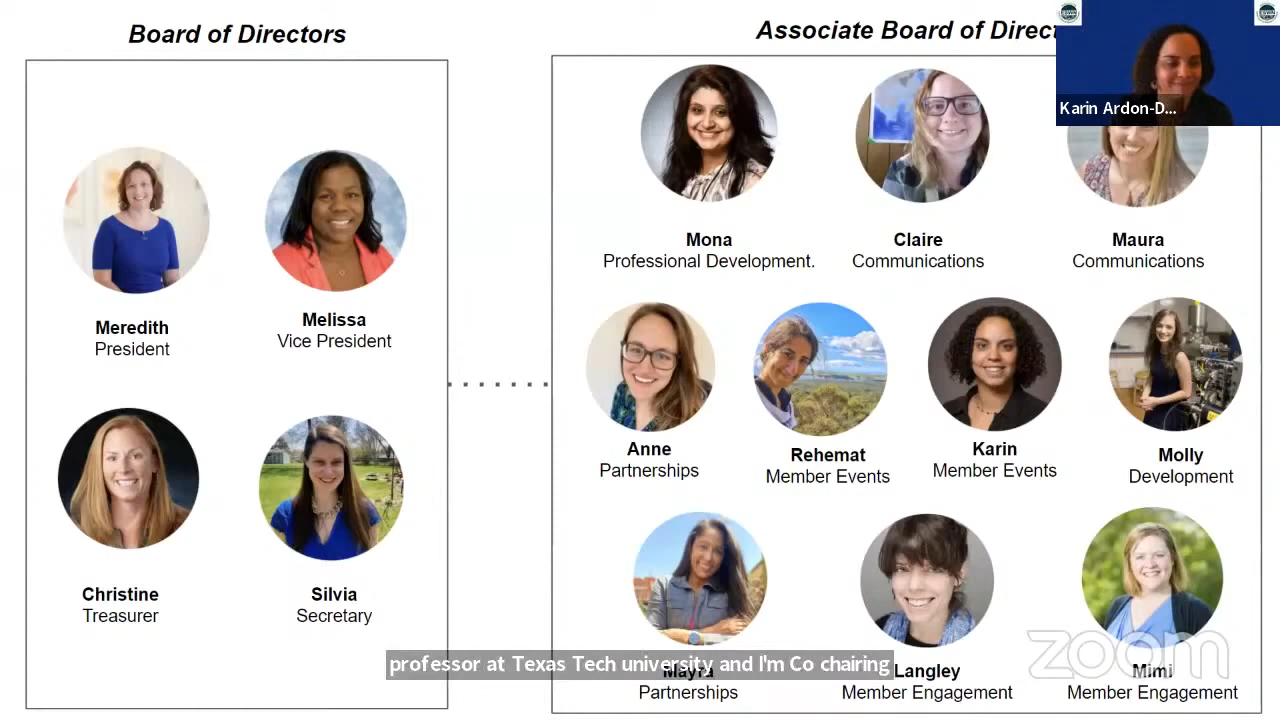 Board of Directors
Associate Board of Direct
Karin Ardon-D...
Meredith
President
Melissa
Vice President
Christine
Treasurer
Silvia
Secretary
Mona
Professional Development.
Claire
Communications
Maura
Communications
Anne
Partnerships
Rehemat
Member Events
Karin
Member Events
Molly
Development
Mayra
Partnerships
Langley
Member Engagement
Mimi
Member Engagement
professor at Texas Tech university and I'm Co chairing
zoom